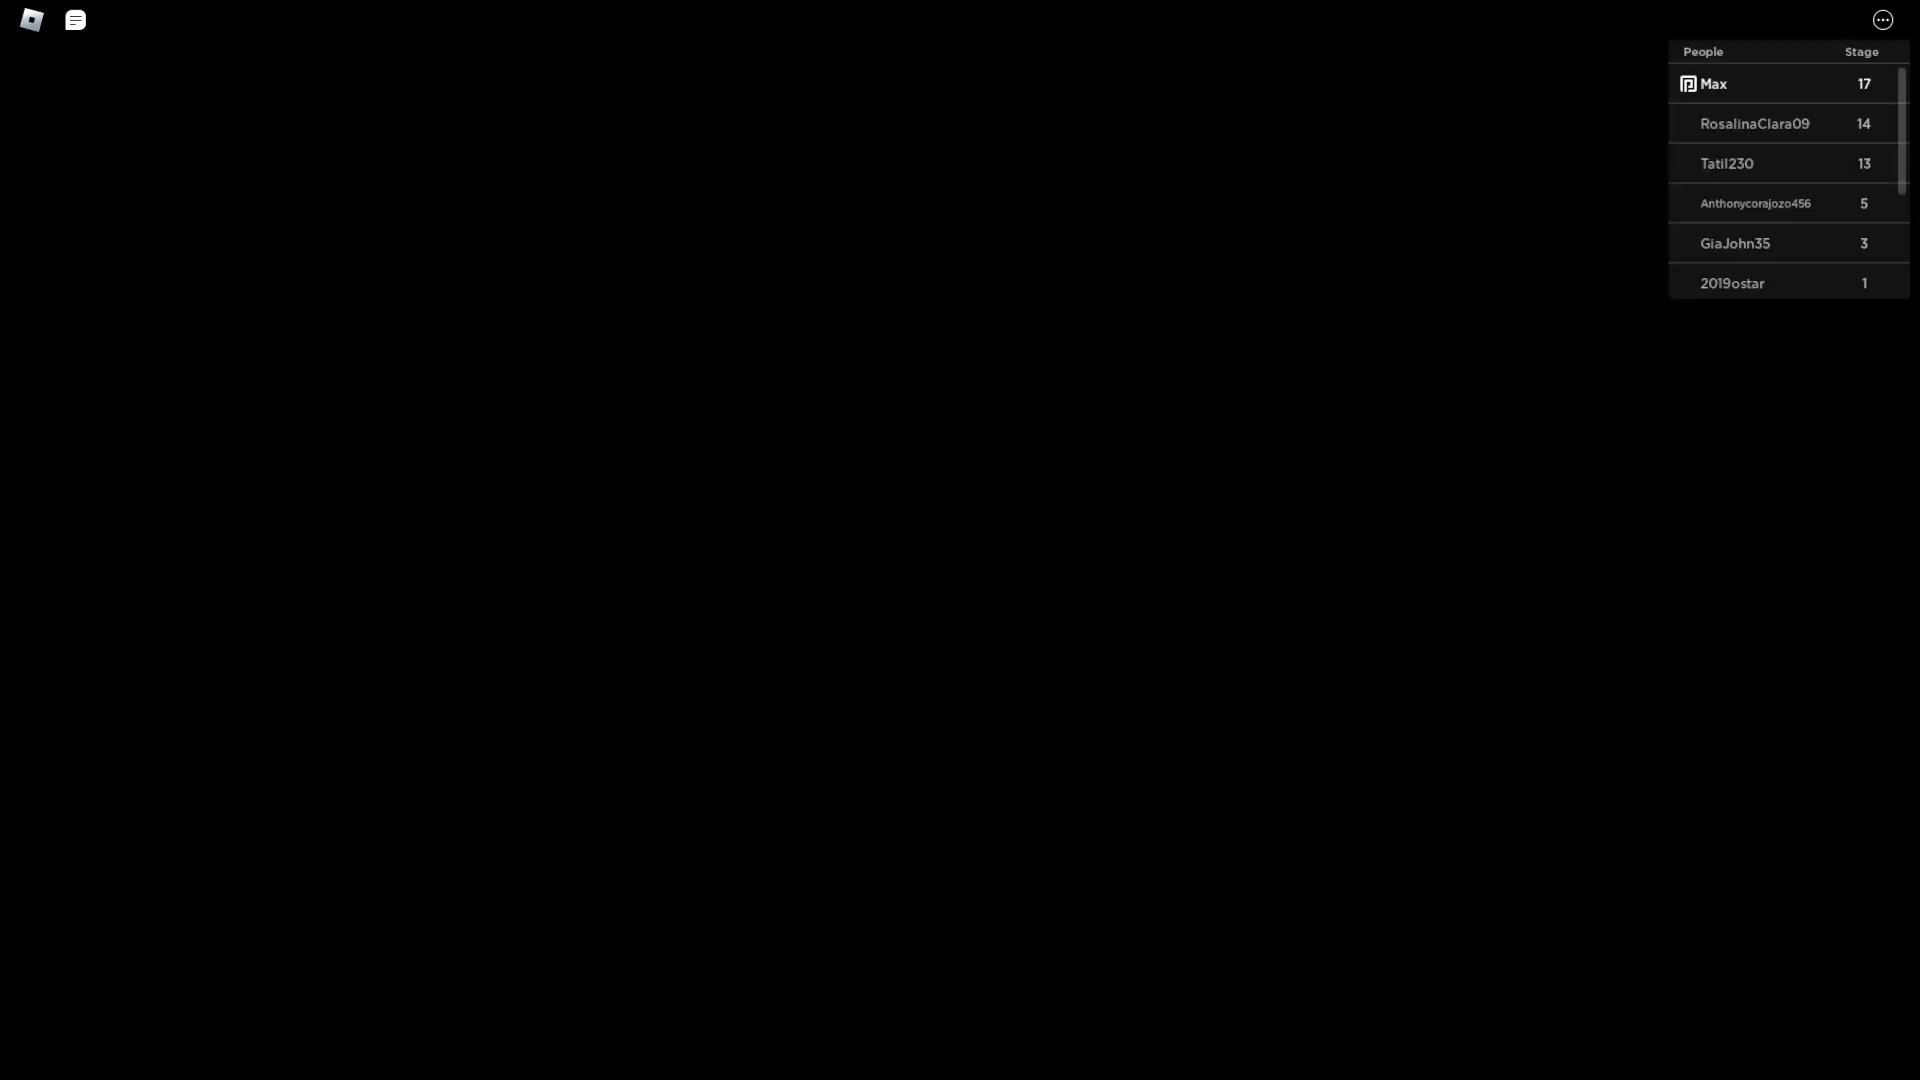 People Stage
Max 17
RosalinaClara09 14
Tatil230 13
Anthonycorajozo456 5
GiaJohn35 3
2019ostar 1